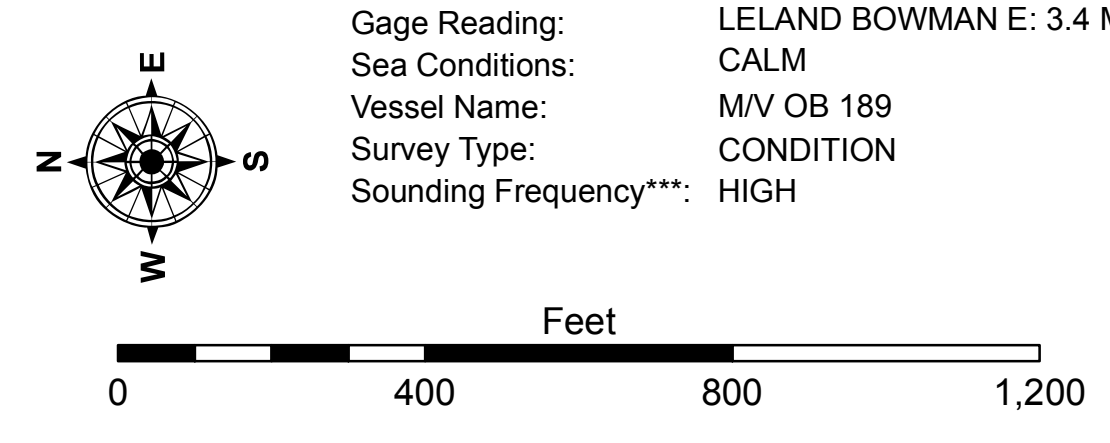 Gage Reading: LELAND BOWMAN E: 3.4
Sea Conditions: CALM
Vessel Name: M/V OB 189
Survey Type: CONDITION
Sounding Frequency***: HIGH
E
N S
W
Feet
0 400 800 1,200